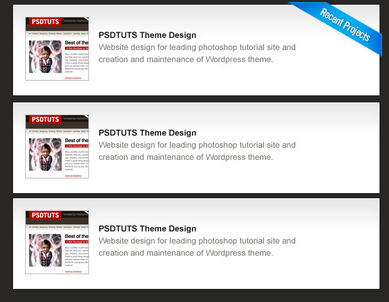 Recent Projects
PSDTUTS
Best of the
PSDTUTS Theme Design
Website design for leading photoshop tutorial site and
creation and maintenance of Wordpress theme.
PSDTUTS
Best of the
PSDTUTS Theme Design
Website design for leading photoshop tutorial site and
creation and maintenance of Wordpress theme.
PSDTUTS
Best of the
PSDTUTS Theme Design
Website design for leading photoshop tutorial site and
creation and maintenance of Wordpress theme.